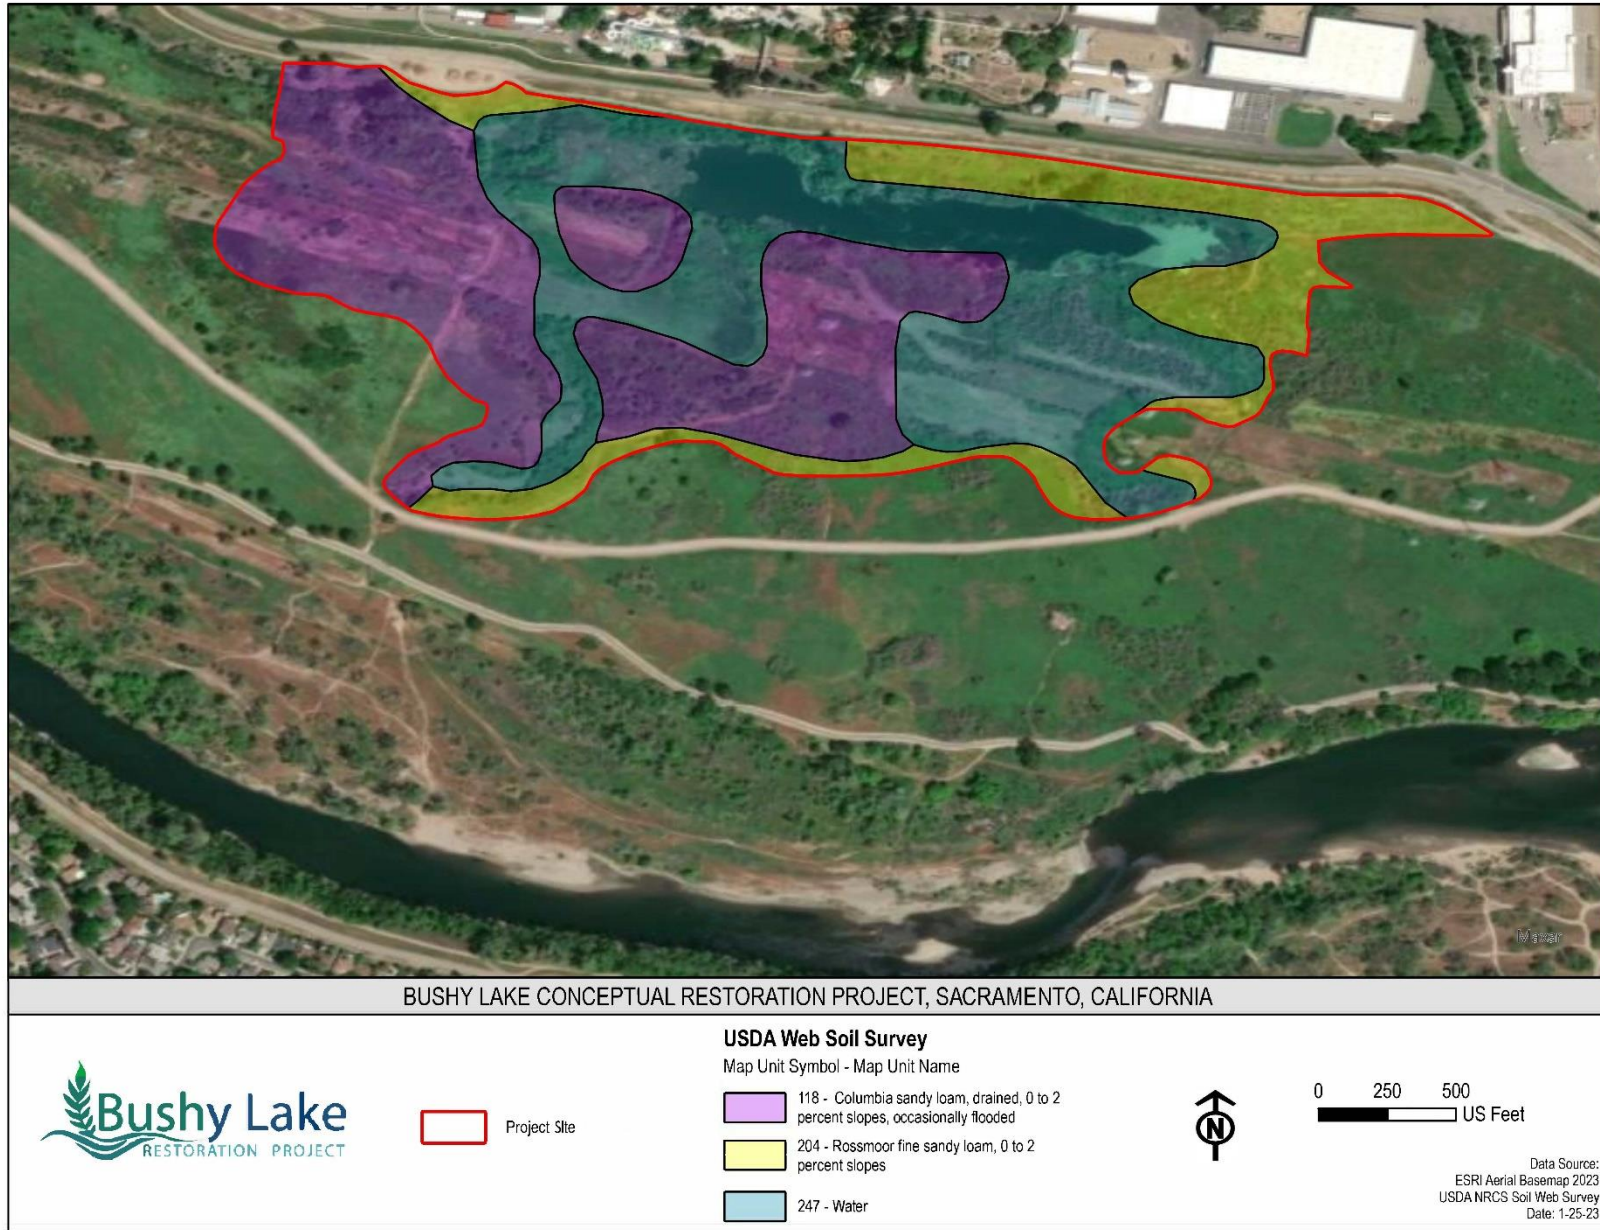 Maxar
BUSHY LAKE CONCEPTUAL RESTORATION PROJECT, SACRAMENTO, CALIFORNIA
Bushy Lake
RESTORATION PROJECT
Project Site
USDA Web Soil Survey
Map Unit Symbol - Map Unit Name
118 - Columbia sandy loam, drained, 0 to 2
percent slopes, occasionally flooded
204 - Rossmoor fine sandy loam, 0 to 2
percent slopes
247 - Water
N
0 250 500
US Feet
Data Source:
ESRI Aerial Basemap 2023
USDA NRCS Soil Web Survey
Date: 1-25-23